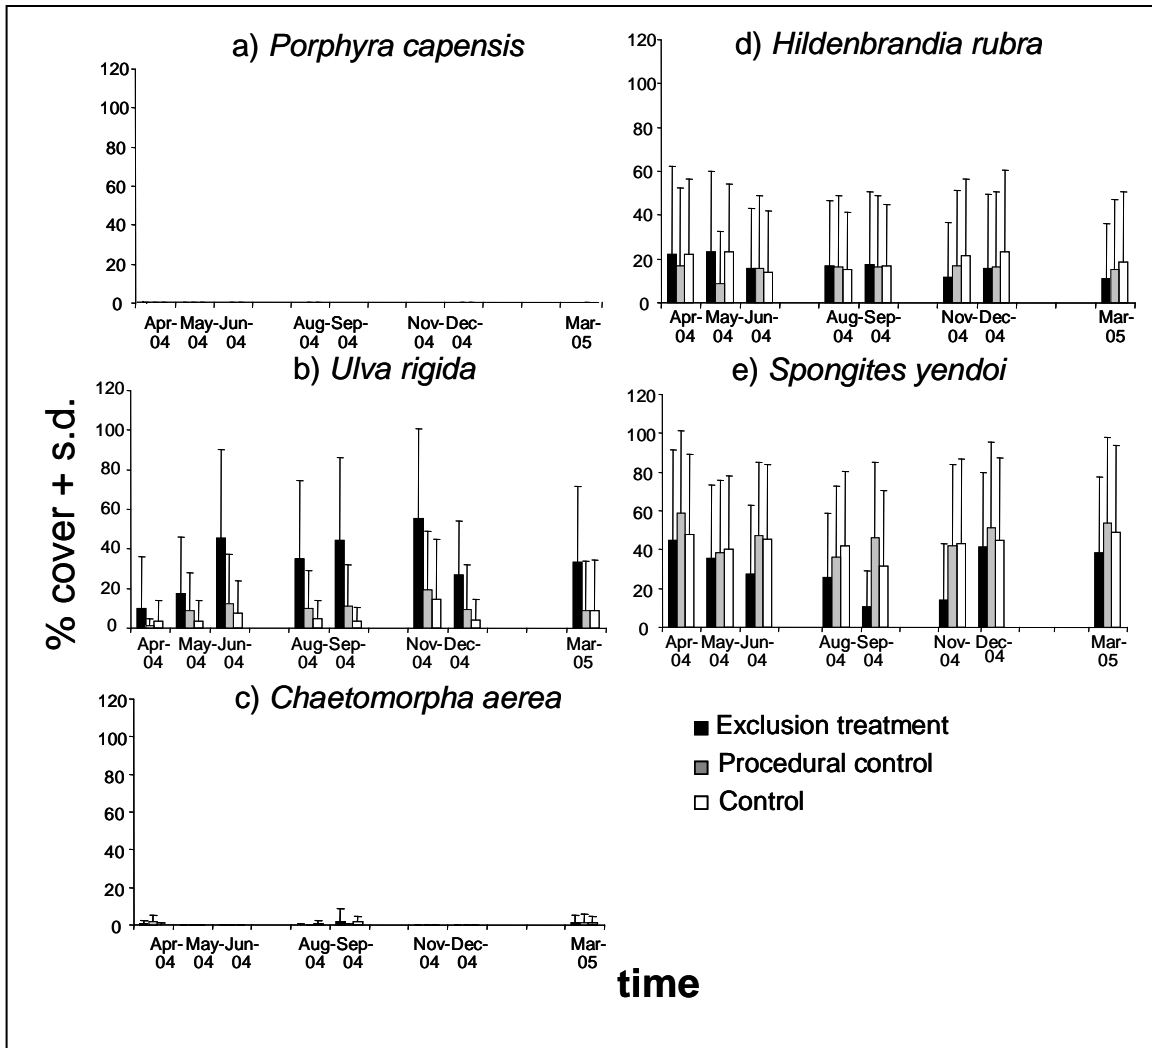 a) Porphyra capensis
120
100
80
60
40
20
0
Apr- May- Jun- Aug- Sep- Nov- Dec- Mar-
04 04 04 04 04 04 04 05
b) Ulva rigida
120
100
80
60
40
20
0
Apr- May- Jun- Aug- Sep- Nov- Dec- Mar-
04 04 04 04 04 04 04 05
c) Chaetomorpha aerea
120
100
80
60
40
20
0
Apr- May- Jun- Aug- Sep- Nov- Dec- Mar-
04 04 04 04 04 04 04 05
% cover + s.d.
d) Hildenbrandia rubra
120
100
80
60
40
20
0
Apr- May- Jun- Aug- Sep- Nov- Dec- Mar-
04 04 04 04 04 04 04 05
e) Spongites yendoi
120
100
80
60
40
20
0
Apr- May- Jun- Aug- Sep- Nov- Dec- Mar-
04 04 04 04 04 04 04 05
Exclusion treatment
Procedural control
Control
time